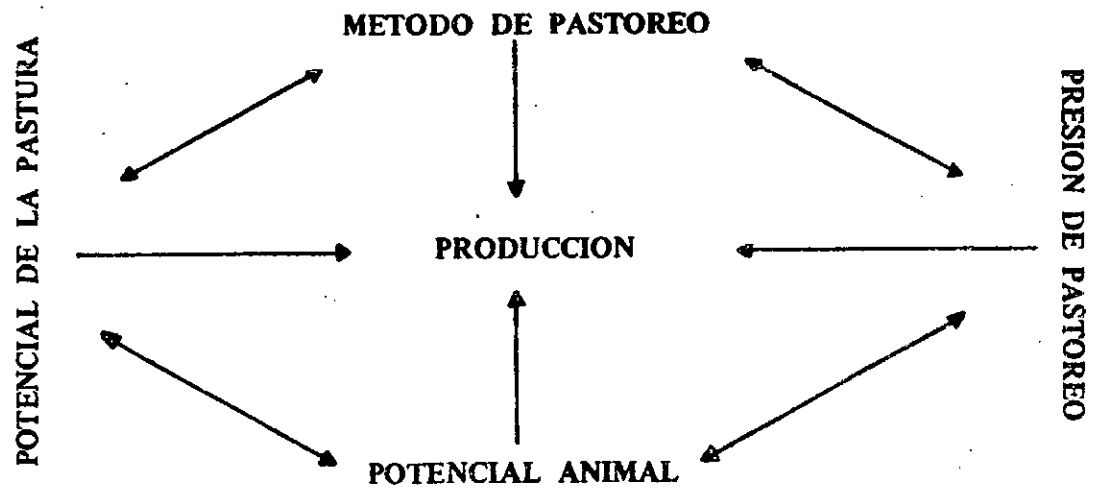 METODO DE PASTOREO
POTENCIAL DE LA PASTURA
PRESION DE PASTOREO
PRODUCCION
POTENCIAL ANIMAL